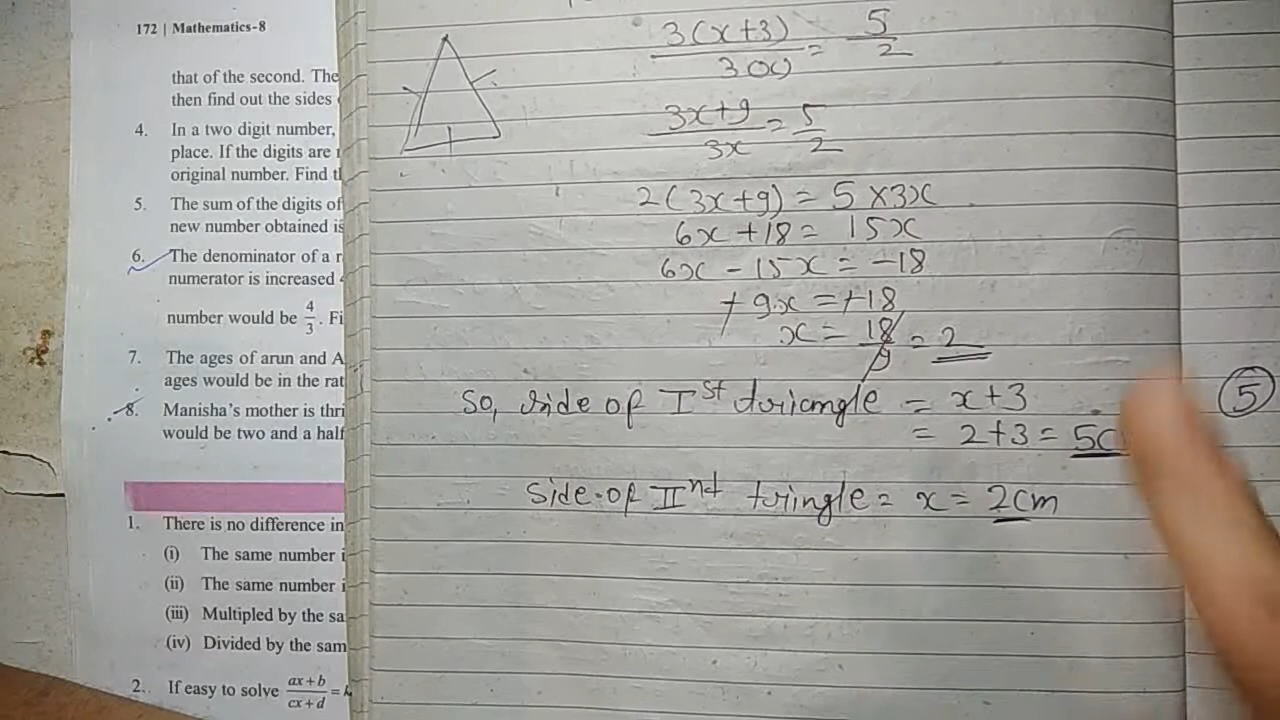 172 | Mathematics-8
that of the second. The
then find out the sides
4. In a two digit number,
place. If the digits are
original number. Find
5. The sum of the digits of
new number obtained is
6. The denominator of a
numerator is increased
number would be 4/3. Fi
7. The ages of arun and A
ages would be in the rat
8. Manisha's mother is thri
would be two and a half
1. There is no difference in
(i) The same number i
(ii) The same number i
(iii) Multipled by the sa
(iv) Divided by the sam
2. If easy to solve ax+b/cx+d =
3(x+3)/3(x) = 5/2
3x+9/3x = 5/2
2(3x+9) = 5×3x
6x+18 = 15x
6x-15x = -18
+9x = +18
x = 18/9 = 2
So, side of Ist triangle = x+3
= 2+3 = 5c
5
Side of IInd tringle = x = 2cm